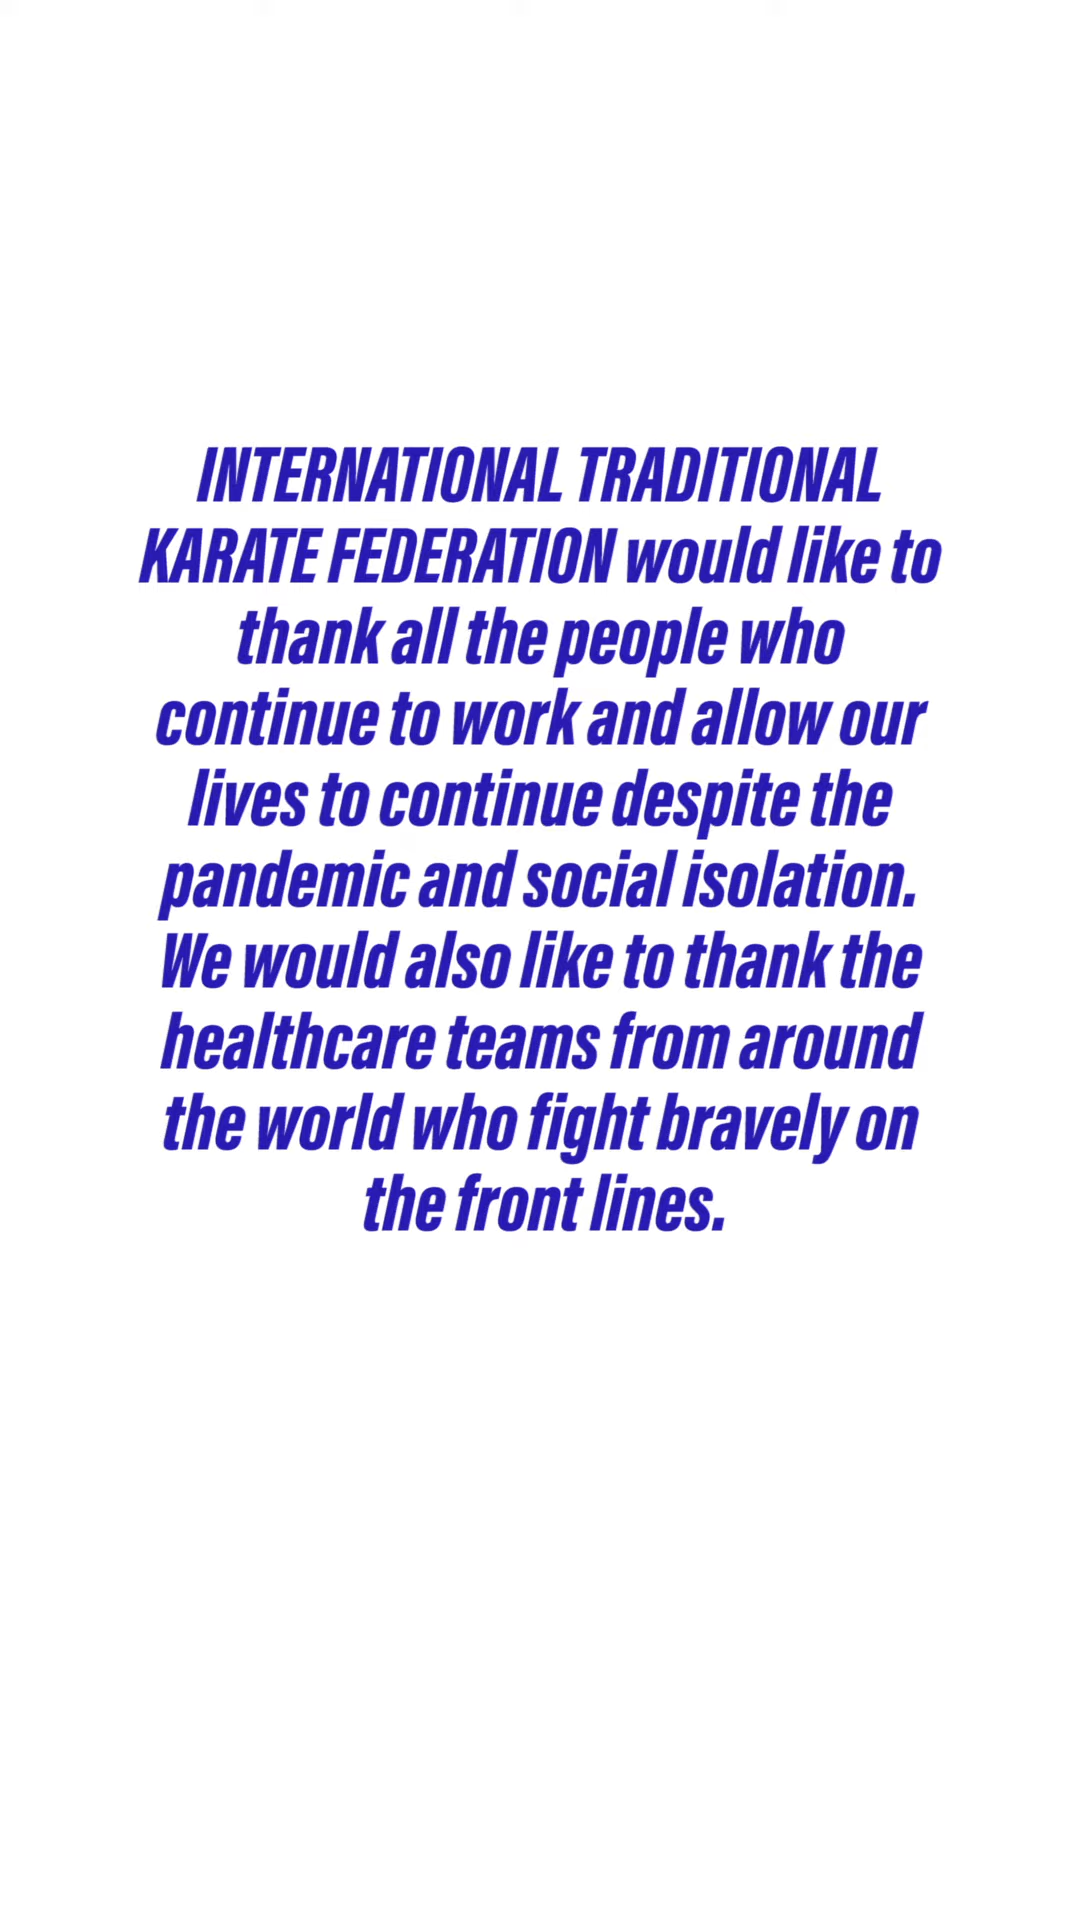 INTERNATIONAL TRADITIONAL
KARATE FEDERATION would like to
thank all the people who
continue to work and allow our
lives to continue despite the
pandemic and social isolation.
We would also like to thank the
healthcare teams from around
the world who fight bravely on
the front lines.